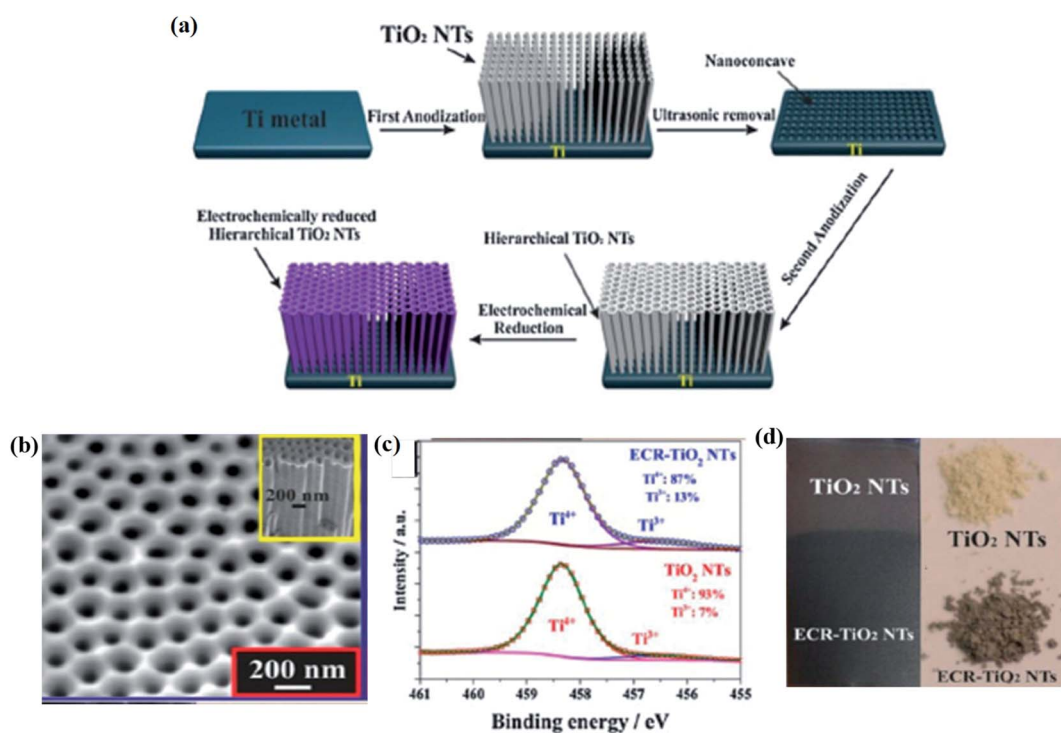 (a)
TiO2 NTs
Nanoconcave
Ti metal
First Anodization
Ultrasonic removal
Ti
Ti
Electrochemically reduced
Hierarchical TiO2 NTs
Hierarchical TiO2 NTs
Second Anodization
Electrochemical
Reduction
Ti
Ti
(b)
200 nm
200 nm
(c)
ECR-TiO2 NTs
Ti4+: 87%
Ti3+: 13%
Ti4+
Ti3+
TiO2 NTs
Ti4+: 93%
Ti3+: 7%
Ti4+
Ti3+
Intensity / a.u.
461 460 459 458 457 456 455
Binding energy / eV
(d)
TiO2 NTs
TiO2 NTs
ECR-TiO2 NTs
ECR-TiO2 NTs